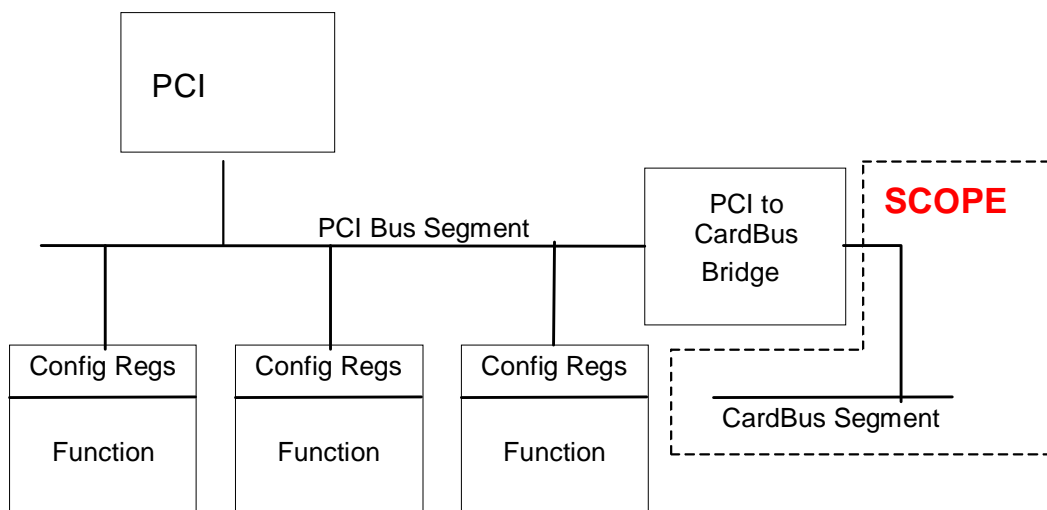 PCI
SCOPE
PCI to
CardBus
Bridge
PCI Bus Segment
Config Regs
Config Regs
Config Regs
CardBus Segment
Function
Function
Function